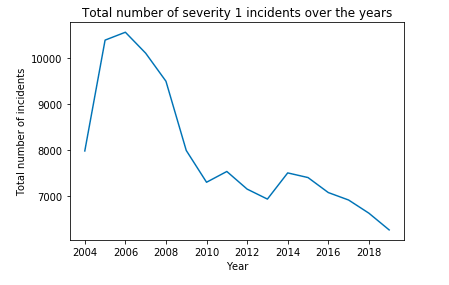 Total number of severity 1 incidents over the years
Total number of incidents
10000
9000
8000
7000
2004 2006 2008 2010 2012 2014 2016 2018
Year